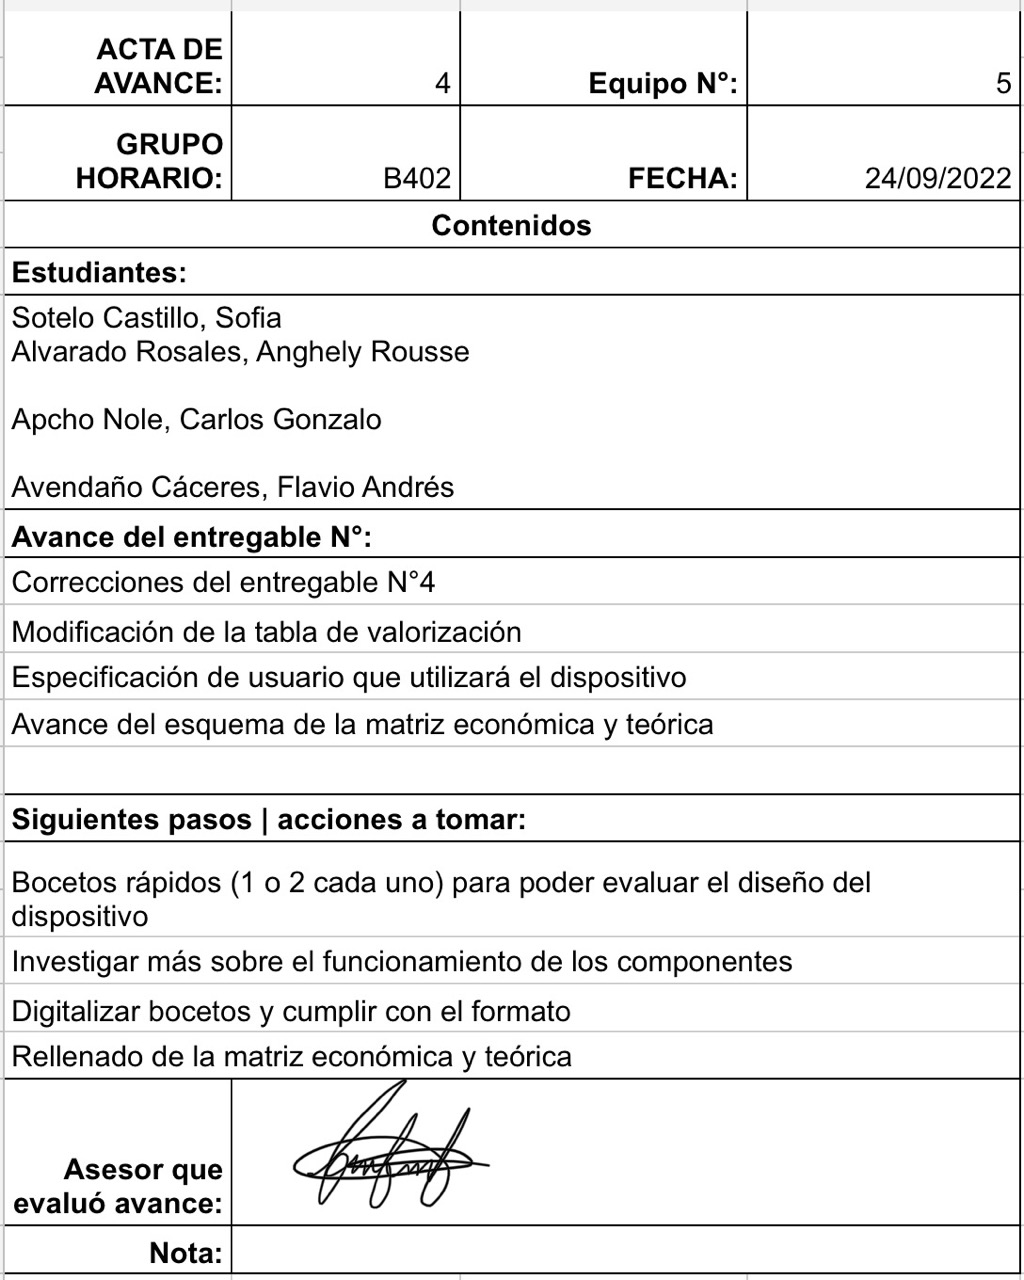 ACTA DE
AVANCE:
4
Equipo N°:
5
GRUPO
HORARIO:
B402
FECHA:
24/09/2022
Contenidos
Estudiantes:
Sotelo Castillo, Sofia
Alvarado Rosales, Anghely Rousse
Apcho Nole, Carlos Gonzalo
Avendaño Cáceres, Flavio Andrés
Avance del entregable N°:
Correcciones del entregable N°4
Modificación de la tabla de valorización
Especificación de usuario que utilizará el dispositivo
Avance del esquema de la matriz económica y teórica
Siguientes pasos | acciones a tomar:
Bocetos rápidos (1 o 2 cada uno) para poder evaluar el diseño del
dispositivo
Investigar más sobre el funcionamiento de los componentes
Digitalizar bocetos y cumplir con el formato
Rellenado de la matriz económica y teórica
Asesor que
evaluó avance:
Nota: